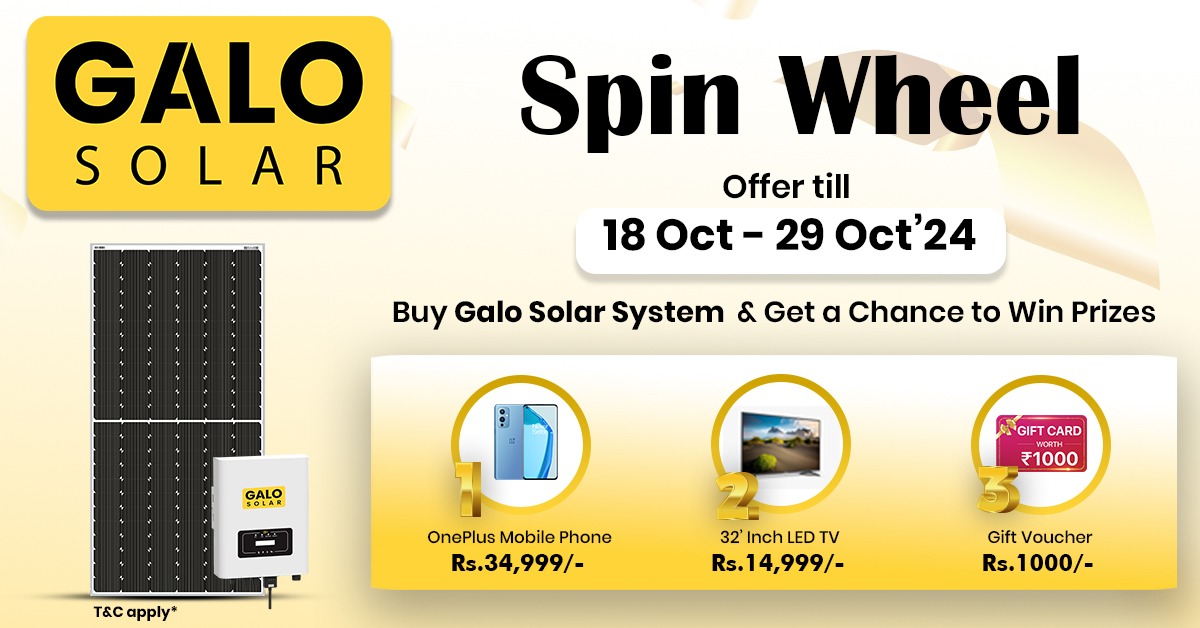 GALO
SOLAR
Spin Wheel
Offer till
18 Oct - 29 Oct'24
Buy Galo Solar System & Get a Chance to Win Prizes
GIFT CARD
WORTH
₹1000
1
2
3
OnePlus Mobile Phone
Rs.34,999/-
32' Inch LED TV
Rs.14,999/-
Gift Voucher
Rs.1000/-
GALO
SOLAR
T&C apply*